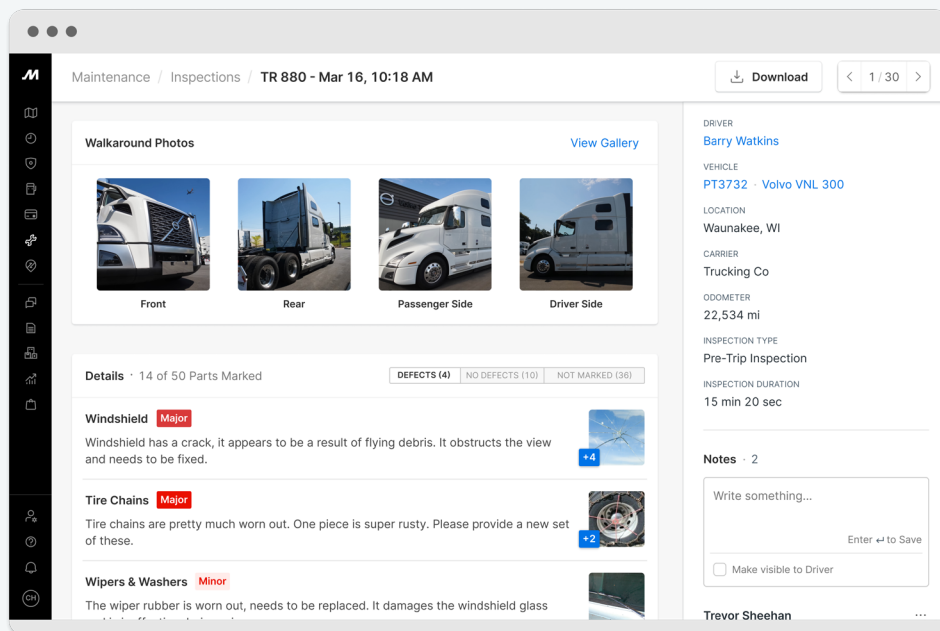 Maintenance / Inspections / TR 880 - Mar 16, 10:18 AM
Download
1 / 30
Walkaround Photos
View Gallery
Front
Rear
Passenger Side
Driver Side
Details · 14 of 50 Parts Marked
DEFECTS (4)
NO DEFECTS (10)
NOT MARKED (36)
Windshield Major
Windshield has a crack, it appears to be a result of flying debris. It obstructs the view
and needs to be fixed.
+4
Tire Chains Major
Tire chains are pretty much worn out. One piece is super rusty. Please provide a new set
of these.
+2
Wipers & Washers Minor
The wiper rubber is worn out, needs to be replaced. It damages the windshield glass
DRIVER
Barry Watkins
VEHICLE
PT3732 · Volvo VNL 300
LOCATION
Waunakee, WI
CARRIER
Trucking Co
ODOMETER
22,534 mi
INSPECTION TYPE
Pre-Trip Inspection
INSPECTION DURATION
15 min 20 sec
Notes · 2
Write something...
Enter ↵ to Save
Make visible to Driver
Trevor Sheehan
CH